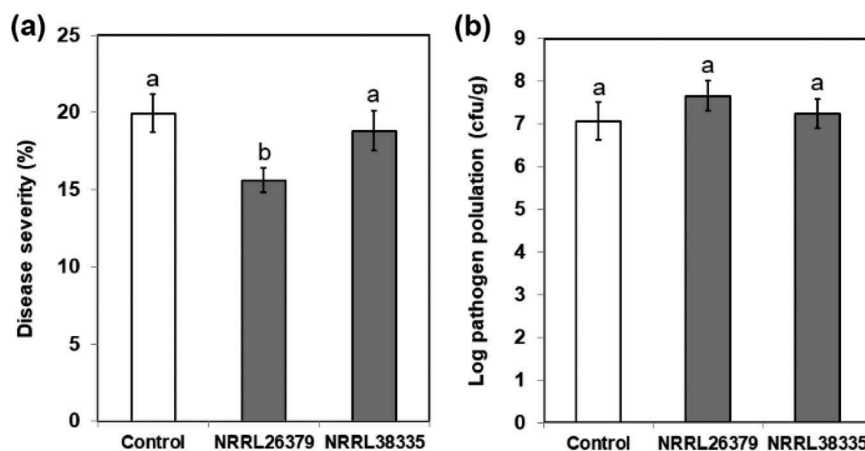 (a)
Disease severity (%)
25
20
15
10
5
0
a
b
a
Control NRRL26379 NRRL38335
(b)
Log pathogen polulation (cfu/g)
9
8
7
6
5
4
3
2
1
0
a
a
a
Control NRRL26379 NRRL38335